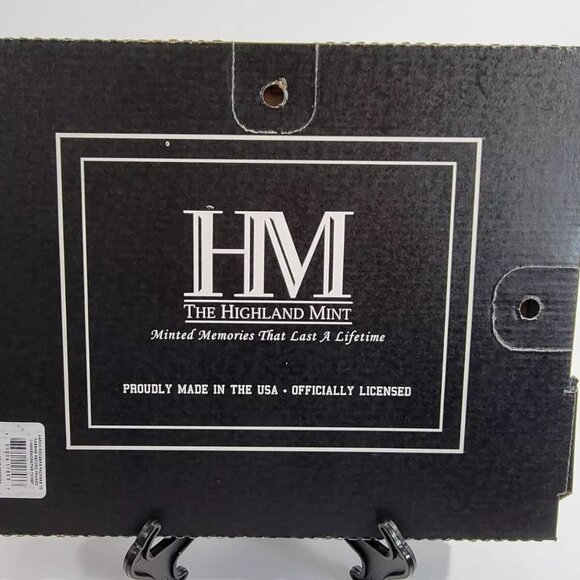 HM
THE HIGHLAND MINT
Minted Memories That Last A Lifetime
PROUDLY MADE IN THE USA • OFFICIALLY LICENSED